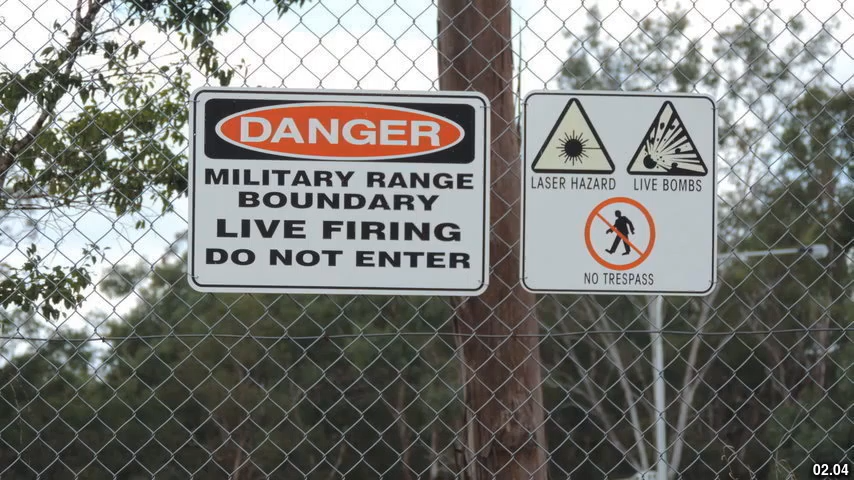 DANGER
MILITARY RANGE
BOUNDARY
LIVE FIRING
DO NOT ENTER
LASER HAZARD
LIVE BOMBS
NO TRESPASS
02.04